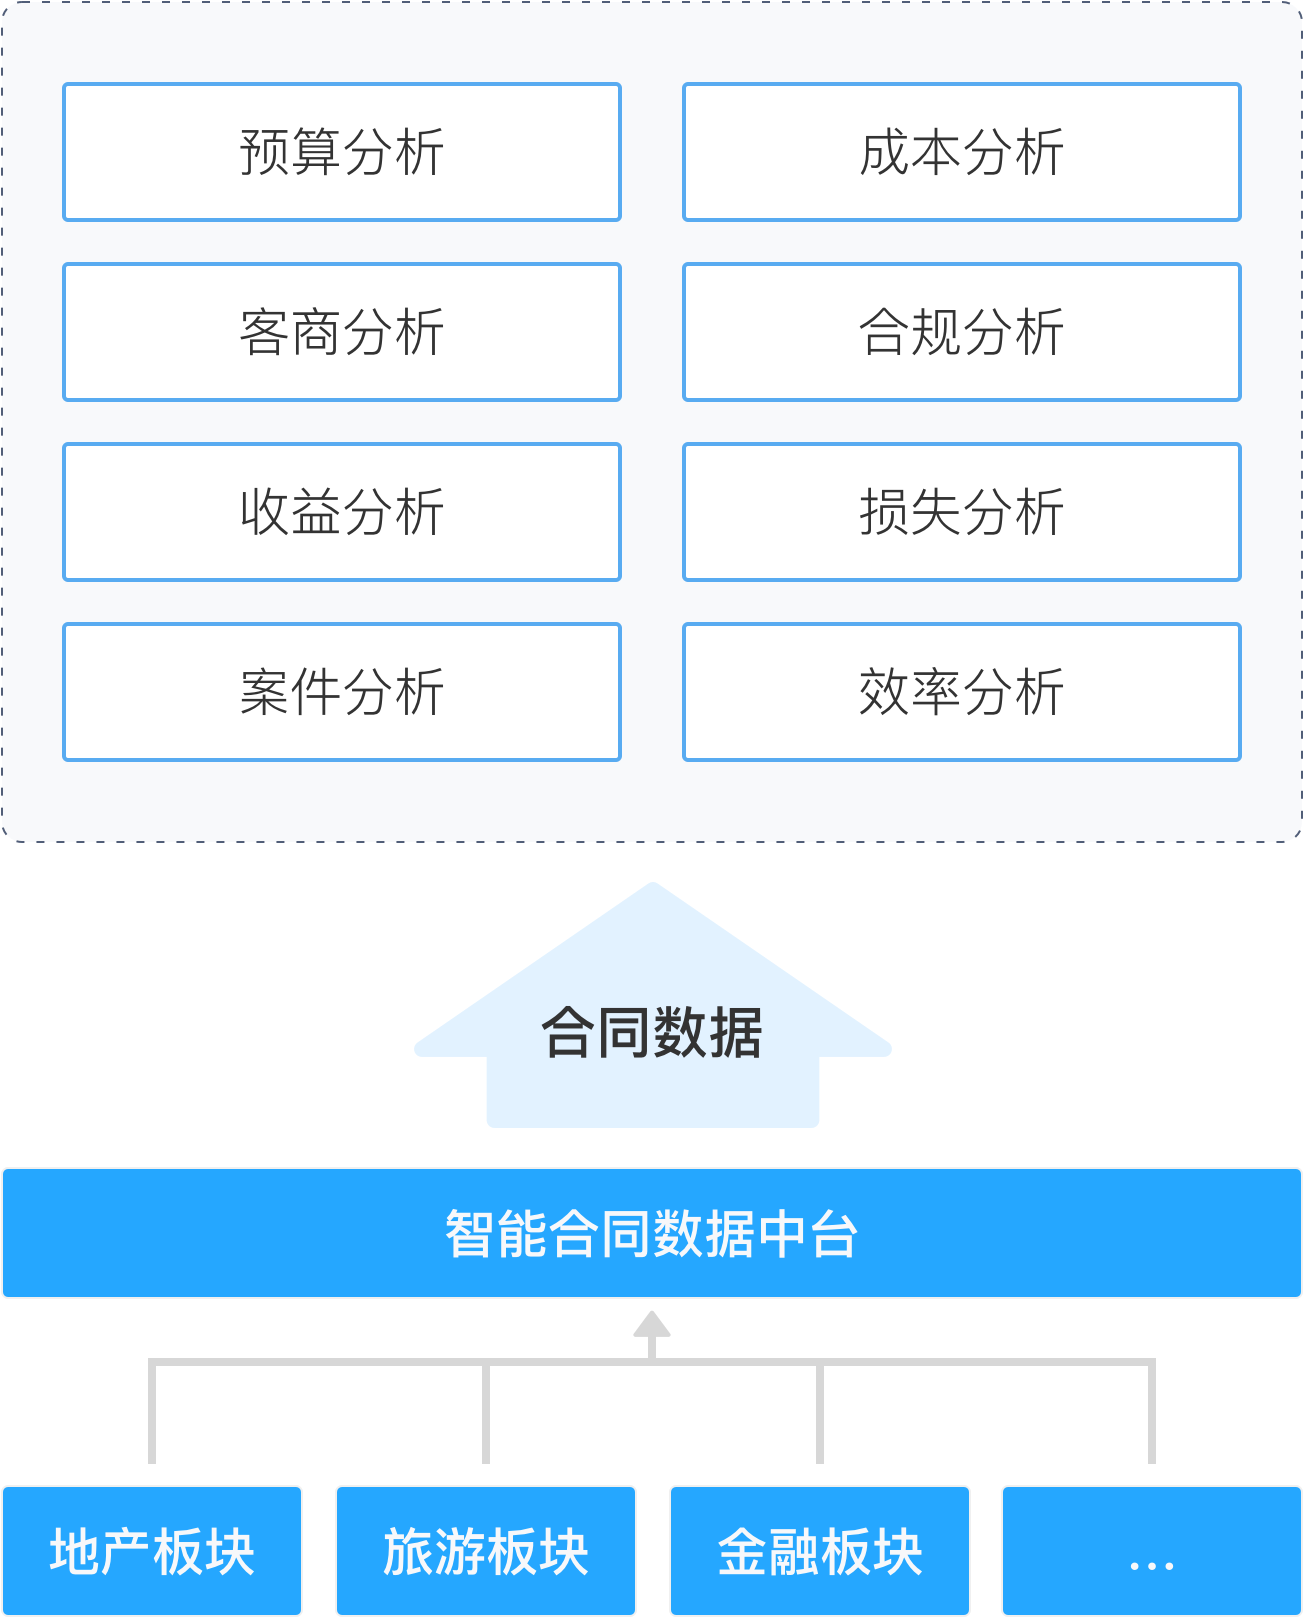 预算分析
成本分析
客商分析
合规分析
收益分析
损失分析
案件分析
效率分析
合同数据
智能合同数据中台
地产板块
旅游板块
金融板块
...